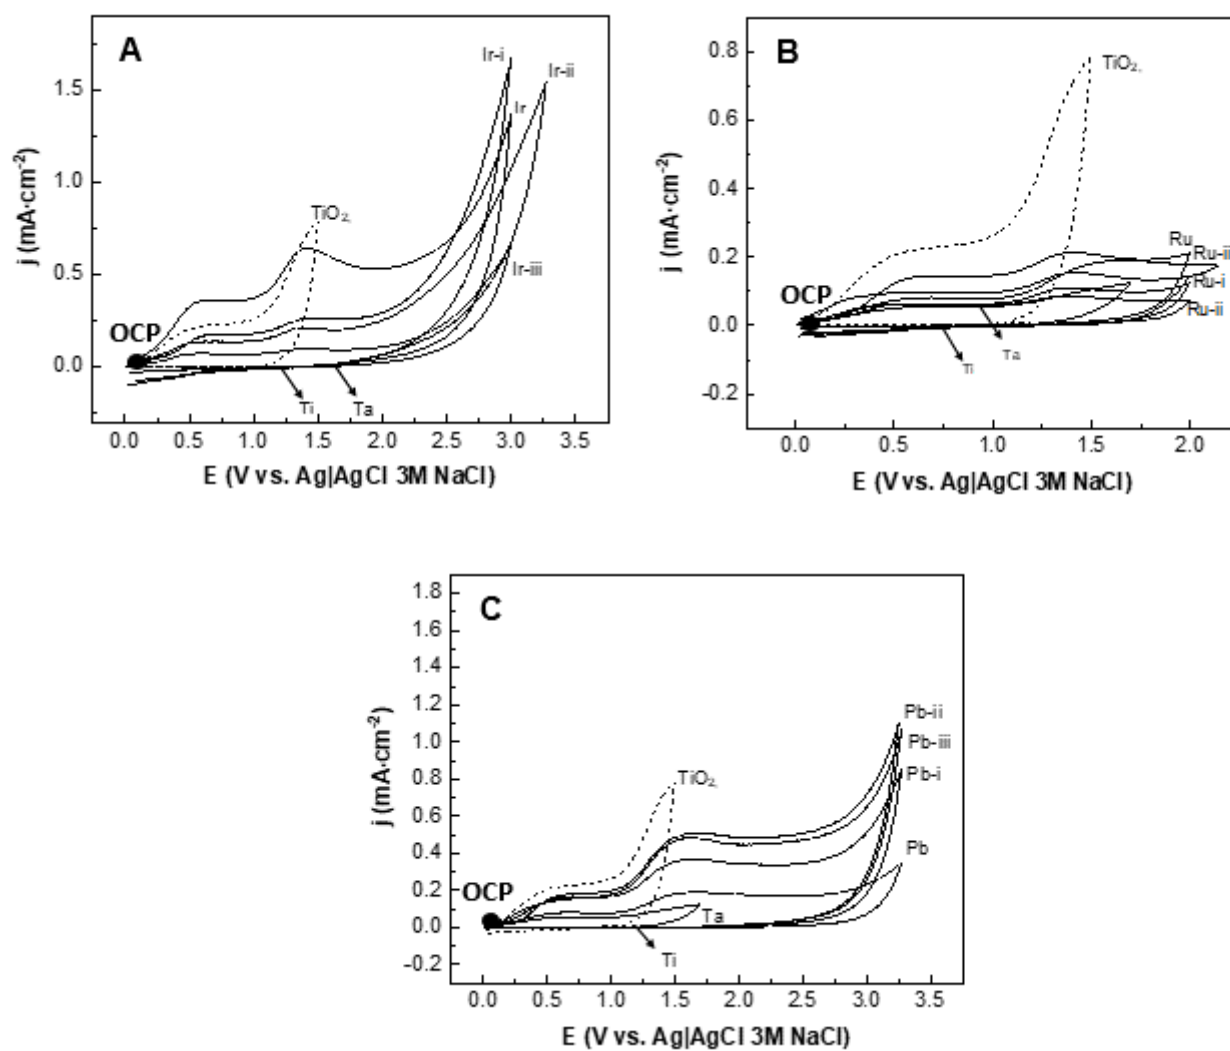 A
j (mA·cm⁻²)
1.5
1.0
0.5
0.0
Ir-i
Ir-ii
Ir
TiO₂,
Ir-iii
OCP
Ti
Ta
0.0 0.5 1.0 1.5 2.0 2.5 3.0 3.5
E (V vs. Ag|AgCl 3M NaCl)
B
j (mA·cm⁻²)
0.8
0.6
0.4
0.2
0.0
-0.2
TiO₂,
Ru
Ru-ii
Ru-i
Ru-ii
OCP
Ti
Ta
0.0 0.5 1.0 1.5 2.0
E (V vs. Ag|AgCl 3M NaCl)
C
j (mA·cm⁻²)
1.8
1.6
1.4
1.2
1.0
0.8
0.6
0.4
0.2
0.0
-0.2
Pb-ii
Pb-iii
Pb-i
TiO₂,
Pb
OCP
Ta
Ti
0.0 0.5 1.0 1.5 2.0 2.5 3.0 3.5
E (V vs. Ag|AgCl 3M NaCl)